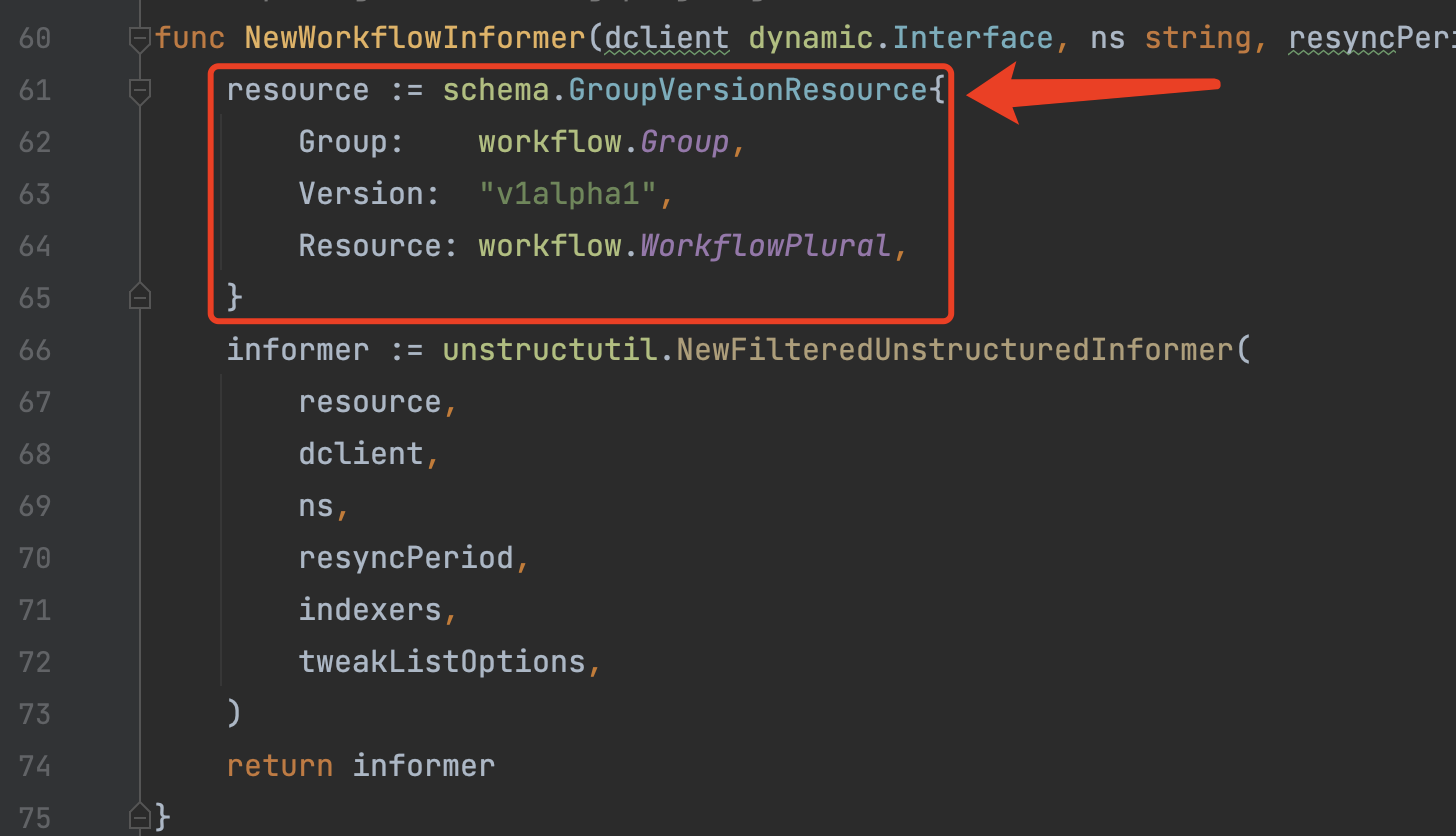 60 func NewWorkflowInformer(dclient dynamic.Interface, ns string, resyncPeri
61     resource := schema.GroupVersionResource{
62         Group:    workflow.Group,
63         Version:  "v1alpha1",
64         Resource: workflow.WorkflowPlural,
65     }
66     informer := unstructutil.NewFilteredUnstructuredInformer(
67         resource,
68         dclient,
69         ns,
70         resyncPeriod,
71         indexers,
72         tweakListOptions,
73     )
74     return informer
75 }